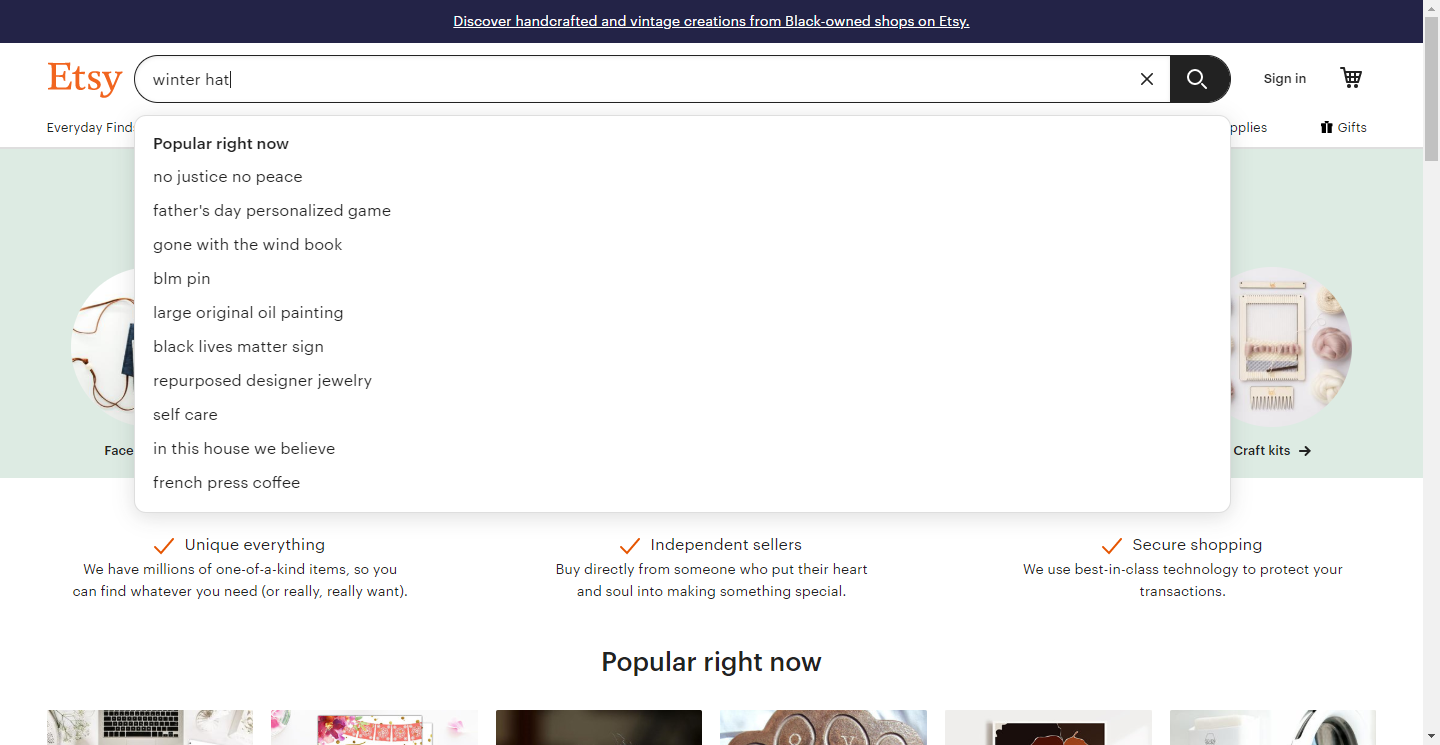 Discover handcrafted and vintage creations from Black-owned shops on Etsy.
Etsy
winter hat
Sign in
Everyday Find
pplies
Gifts
Popular right now
no justice no peace
father's day personalized game
gone with the wind book
blm pin
large original oil painting
black lives matter sign
repurposed designer jewelry
self care
in this house we believe
french press coffee
Face
Craft kits
Unique everything
We have millions of one-of-a-kind items, so you
can find whatever you need (or really, really want).
Independent sellers
Buy directly from someone who put their heart
and soul into making something special.
Secure shopping
We use best-in-class technology to protect your
transactions.
Popular right now